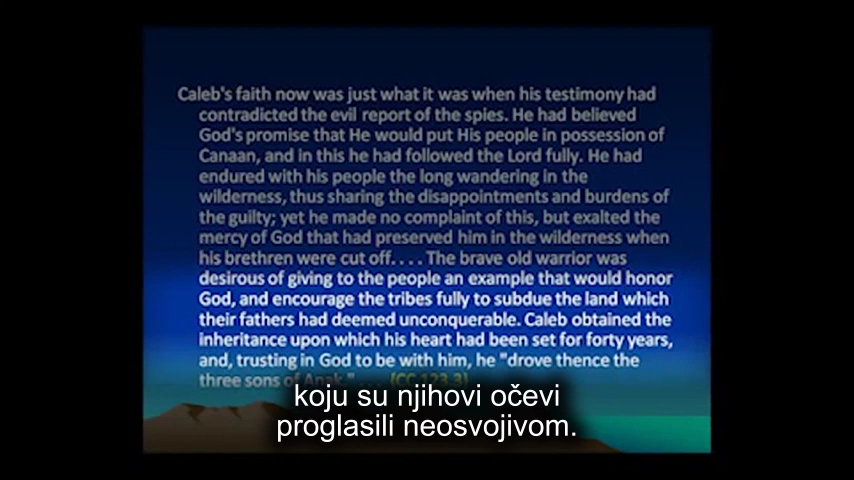 Caleb's faith now was just what it was when his testimony had
contradicted the evil report of the spies. He had believed
God's promise that He would put His people in possession of
Canaan, and in this he had followed the Lord fully. He had
endured with his people the long wandering in the
wilderness, thus sharing the disappointments and burdens of
the guilty; yet he made no complaint of this, but exalted the
mercy of God that had preserved him in the wilderness when
his brethren were cut off. . . . The brave old warrior was
desirous of giving to the people an example that would honor
God, and encourage the tribes fully to subdue the land which
their fathers had deemed unconquerable. Caleb obtained the
inheritance upon which his heart had been set for forty years,
and, trusting in God to be with him, he "drove thence the
three sons of Anak." . . . {CC 123.3}
koju su njihovi očevi
proglasili neosvojivom.